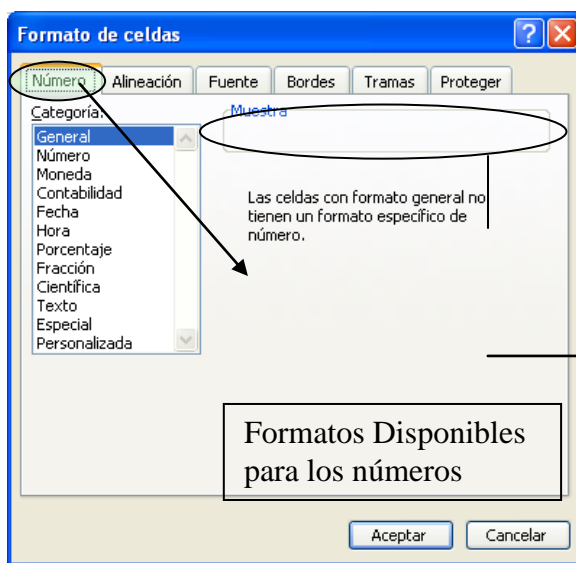 Formato de celdas
Número Alineación Fuente Bordes Tramas Proteger
Categoría:
General
Número
Moneda
Contabilidad
Fecha
Hora
Porcentaje
Fracción
Científica
Texto
Especial
Personalizada
Muestra
Las celdas con formato general no
tienen un formato específico de
número.
Formatos Disponibles
para los números
Aceptar Cancelar